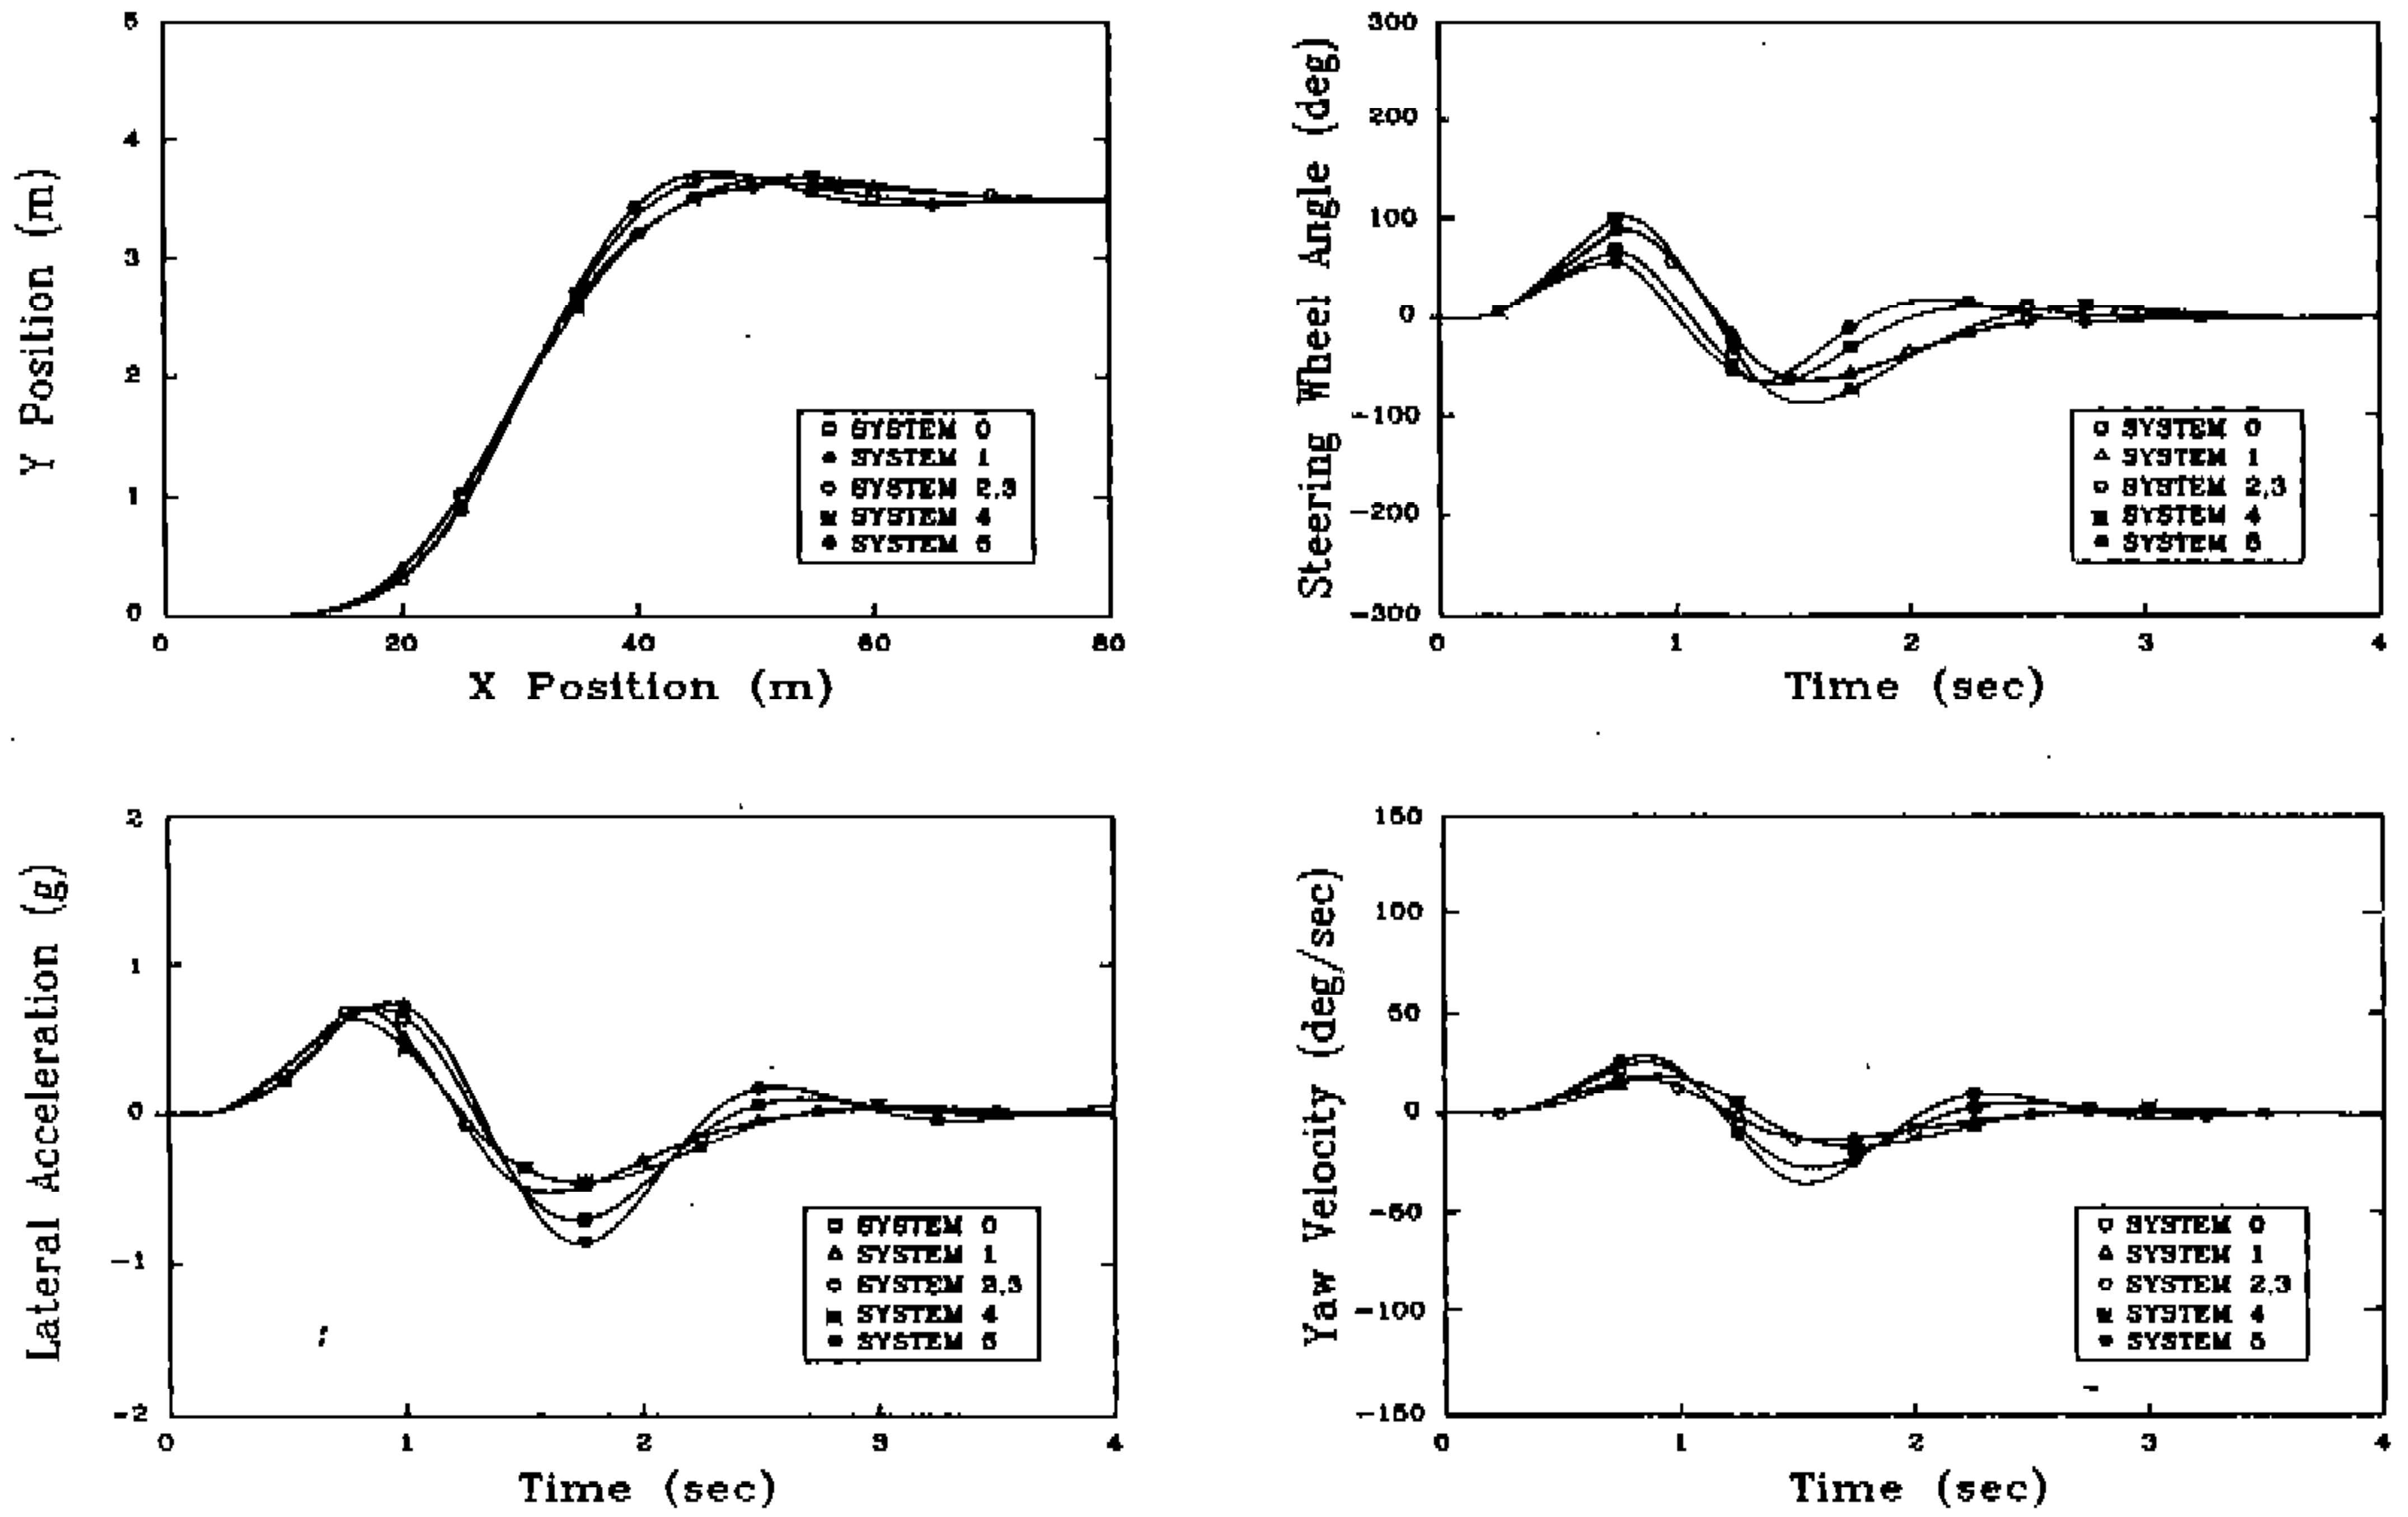 5
4
3
2
1
0
0
20
40
60
80
Y Position (m)
X Position (m)
SYSTEM 0
SYSTEM 1
SYSTEM 2,3
SYSTEM 4
SYSTEM 5
300
200
100
0
-100
-200
-300
0
1
2
3
4
Steering Wheel Angle (deg)
Time (sec)
SYSTEM 0
SYSTEM 1
SYSTEM 2,3
SYSTEM 4
SYSTEM 5
2
1
0
-1
-2
0
1
2
3
4
Lateral Acceleration (g)
Time (sec)
SYSTEM 0
SYSTEM 1
SYSTEM 2,3
SYSTEM 4
SYSTEM 5
150
100
50
0
-50
-100
-150
0
1
2
3
4
Yaw Velocity (deg/sec)
Time (sec)
SYSTEM 0
SYSTEM 1
SYSTEM 2,3
SYSTEM 4
SYSTEM 5